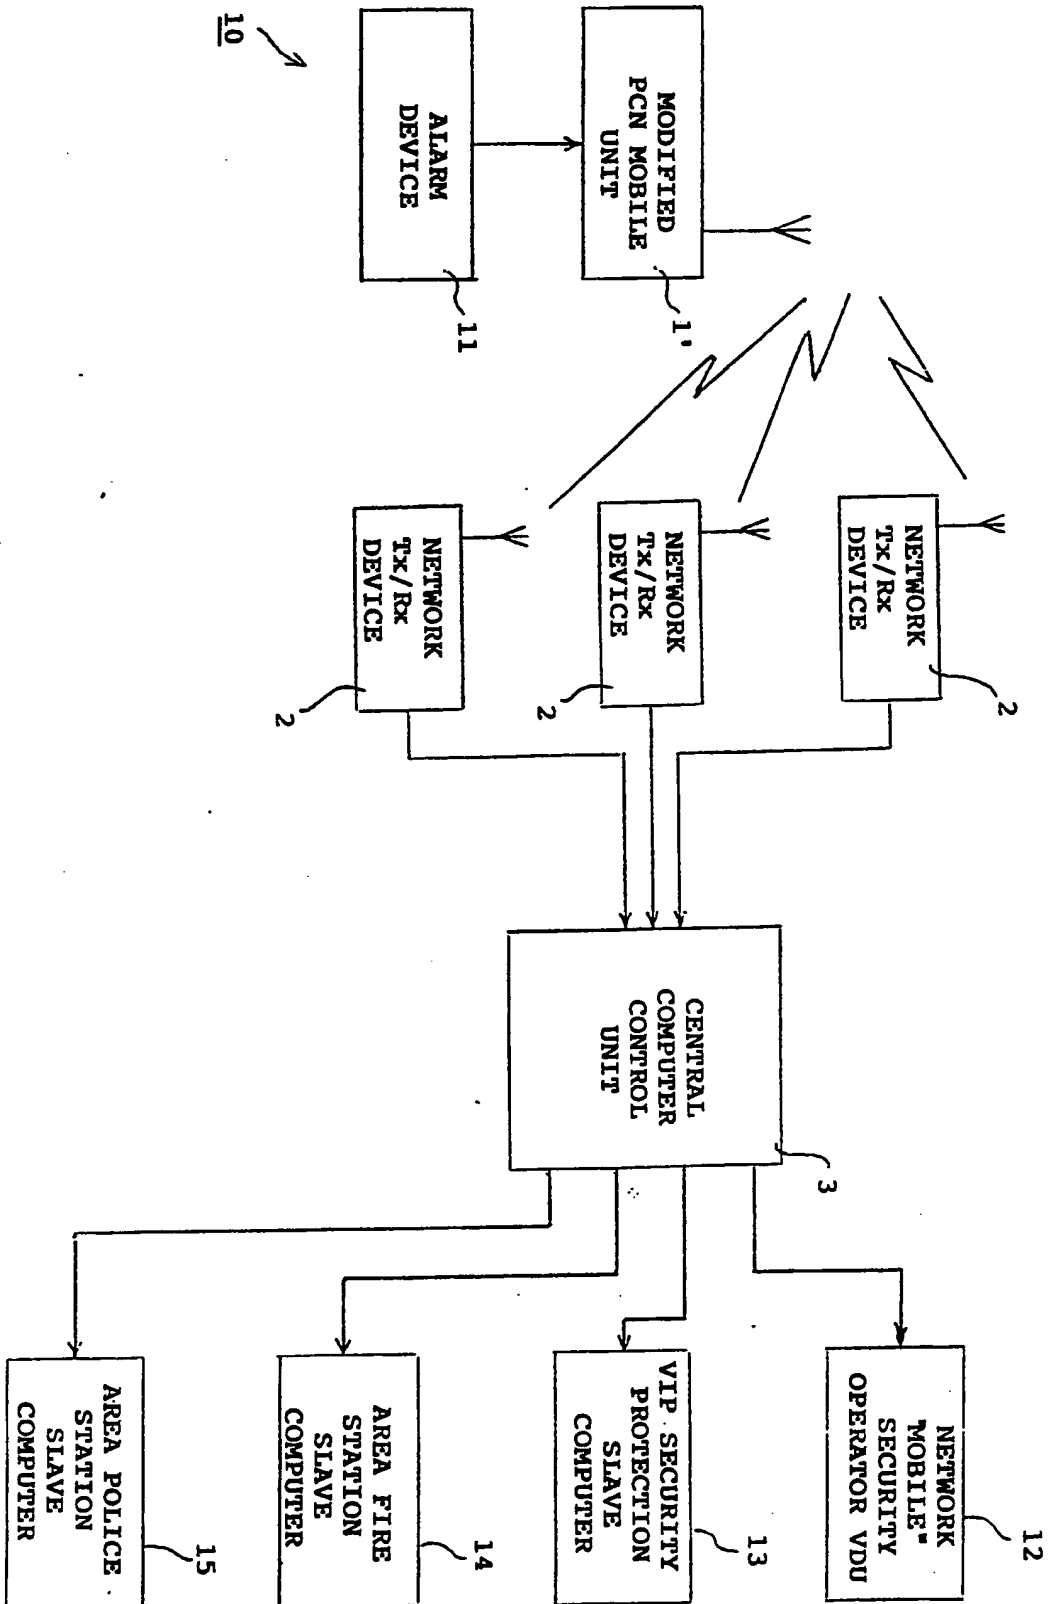 10
MODIFIED
PCN MOBILE
UNIT
1'
ALARM
DEVICE
11
NETWORK
Tx/Rx
DEVICE
2
NETWORK
Tx/Rx
DEVICE
2
NETWORK
Tx/Rx
DEVICE
2
CENTRAL
COMPUTER
CONTROL
UNIT
3
NETWORK
"MOBILE"
SECURITY
OPERATOR VDU
12
VIP SECURITY
PROTECTION
SLAVE
COMPUTER
13
AREA FIRE
STATION
SLAVE
COMPUTER
14
AREA POLICE
STATION
SLAVE
COMPUTER
15